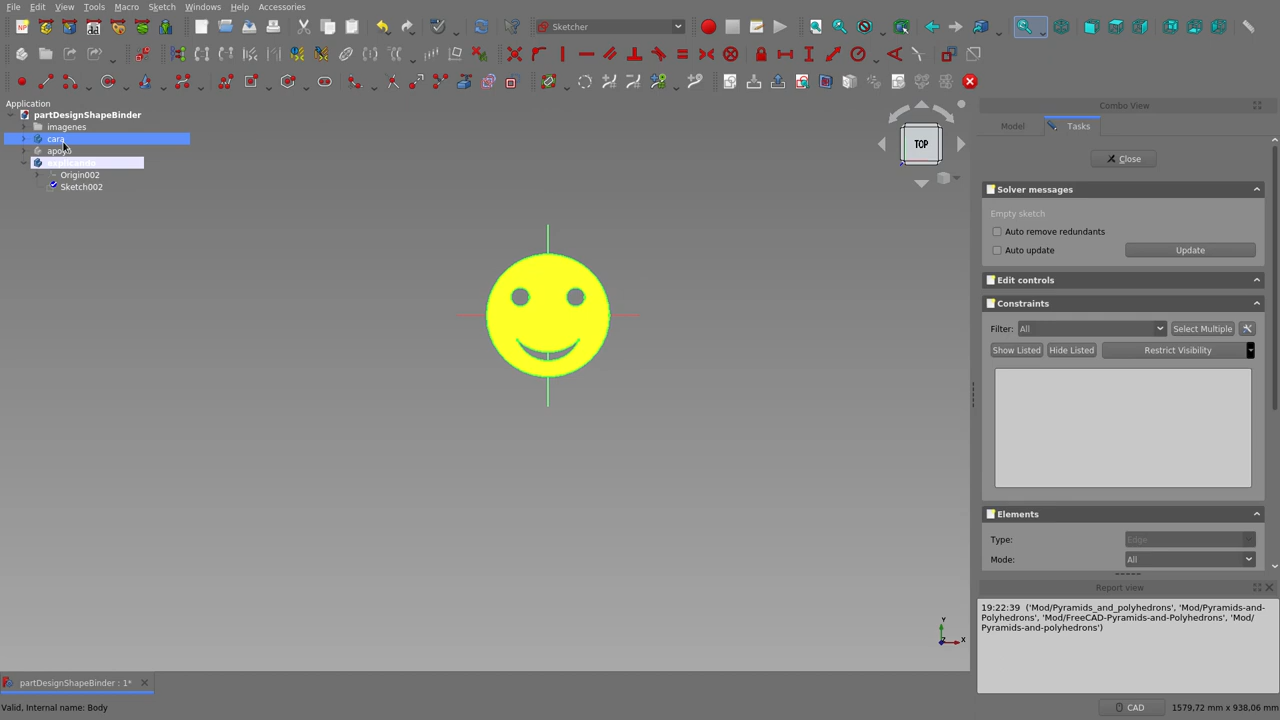 File Edit View Tools Macro Sketch Windows Help Accessories
Sketcher
Application
partDesignShapeBinder
imagenes
cara
apoyo
explicando
Origin002
Sketch002
TOP
Y
Z X
Combo View
Model Tasks
Close
Solver messages
Empty sketch
Auto remove redundants
Auto update Update
Edit controls
Constraints
Filter: All Select Multiple
Show Listed Hide Listed Restrict Visibility
Elements
Type: Edge
Mode: All
Report view
19:22:39 ('Mod/Pyramids_and_polyhedrons', 'Mod/Pyramids-and-
Polyhedrons', 'Mod/FreeCAD-Pyramids-and-Polyhedrons', 'Mod/
Pyramids-and-polyhedrons')
partDesignShapeBinder : 1*
Valid, Internal name: Body CAD 1579,72 mm x 938,06 mm